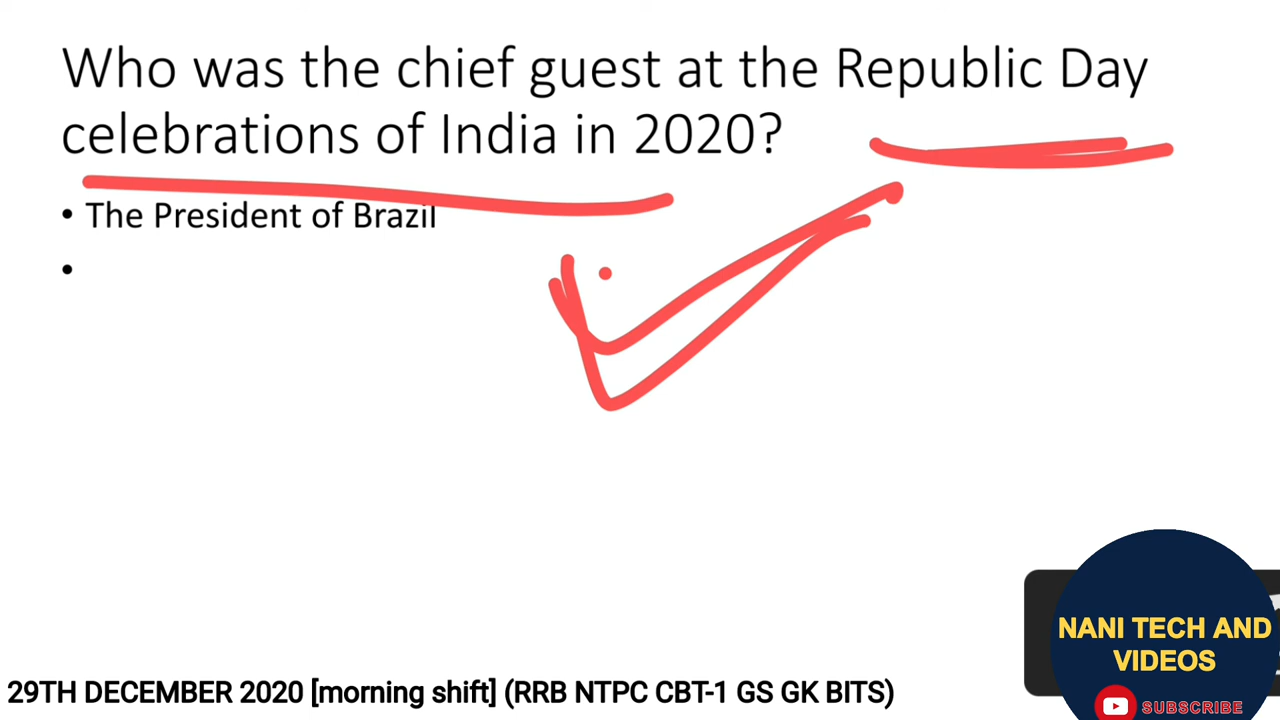 Who was the chief guest at the Republic Day
celebrations of India in 2020?
• The President of Brazil
•
NANI TECH AND
VIDEOS
SUBSCRIBE
29TH DECEMBER 2020 [morning shift] (RRB NTPC CBT-1 GS GK BITS)